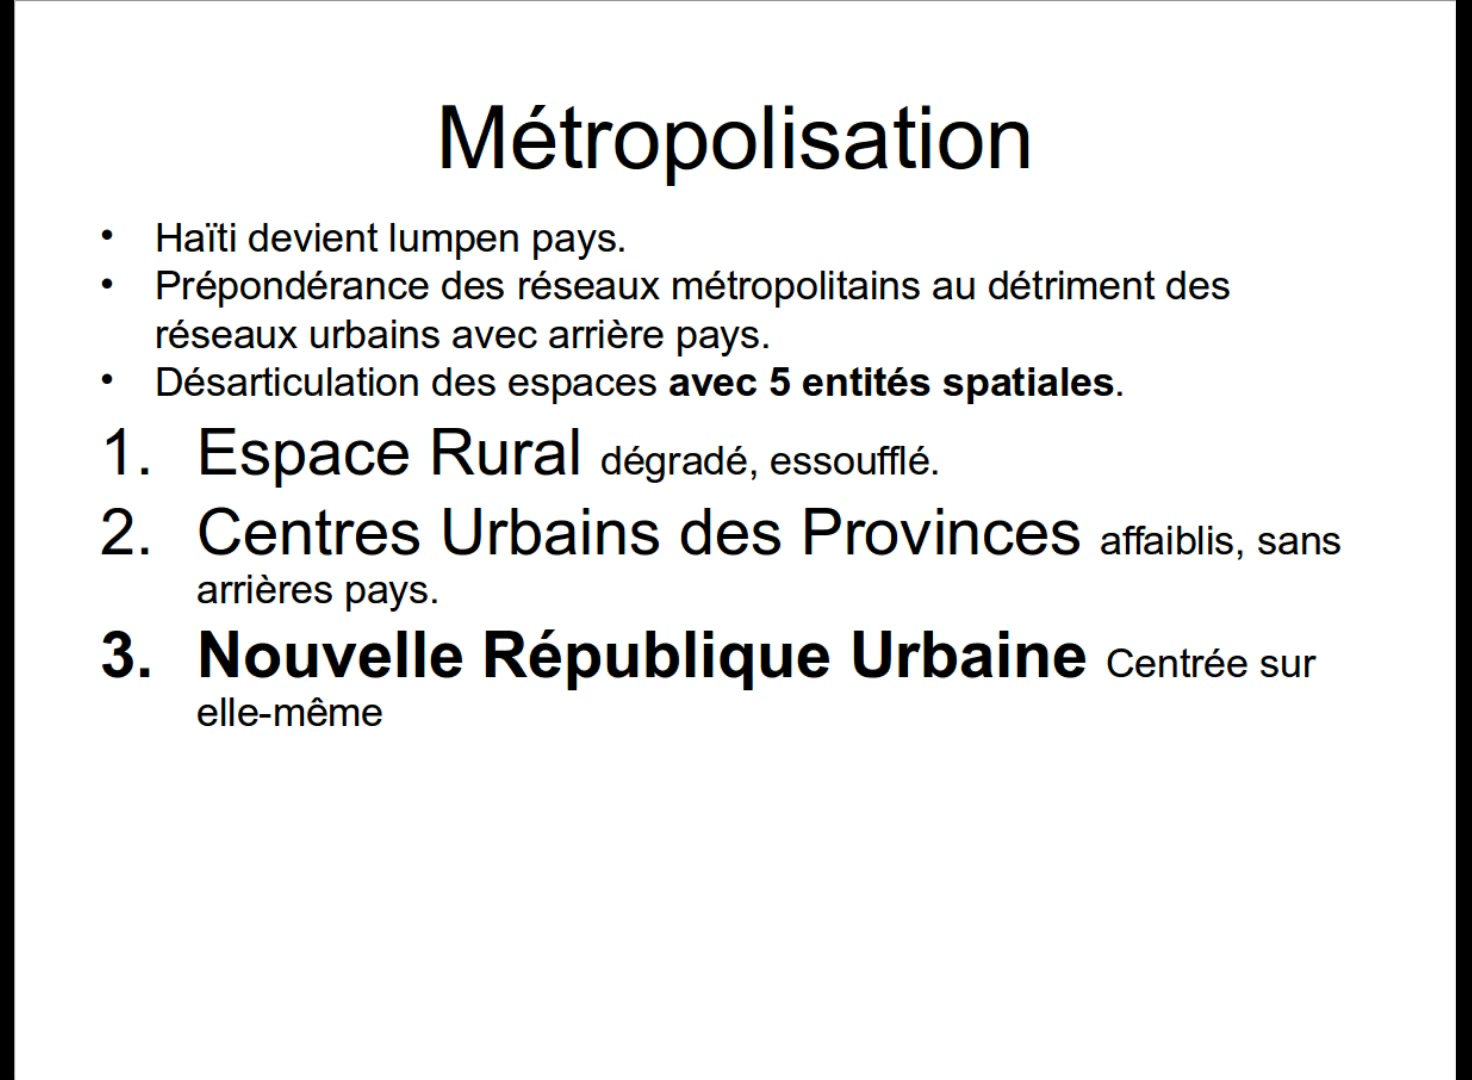 Métropolisation
• Haïti devient lumpen pays.
• Prépondérance des réseaux métropolitains au détriment des
réseaux urbains avec arrière pays.
• Désarticulation des espaces avec 5 entités spatiales.
1. Espace Rural dégradé, essoufflé.
2. Centres Urbains des Provinces affaiblis, sans
arrières pays.
3. Nouvelle République Urbaine Centrée sur
elle-même